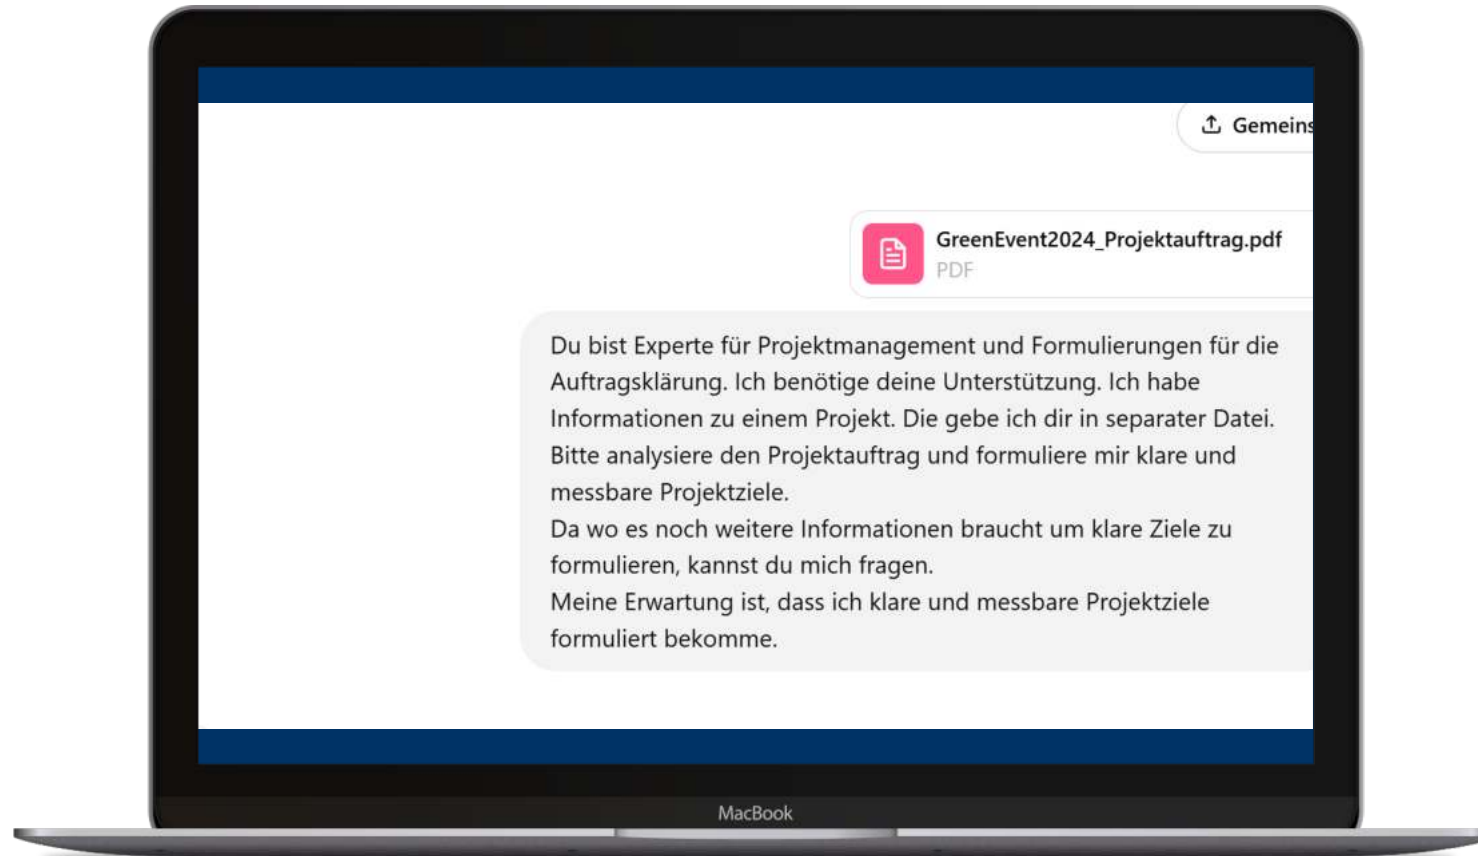 Gemeins
GreenEvent2024_Projektauftrag.pdf
PDF
Du bist Experte für Projektmanagement und Formulierungen für die
Auftragsklärung. Ich benötige deine Unterstützung. Ich habe
Informationen zu einem Projekt. Die gebe ich dir in separater Datei.
Bitte analysiere den Projektauftrag und formuliere mir klare und
messbare Projektziele.
Da wo es noch weitere Informationen braucht um klare Ziele zu
formulieren, kannst du mich fragen.
Meine Erwartung ist, dass ich klare und messbare Projektziele
formuliert bekomme.
MacBook